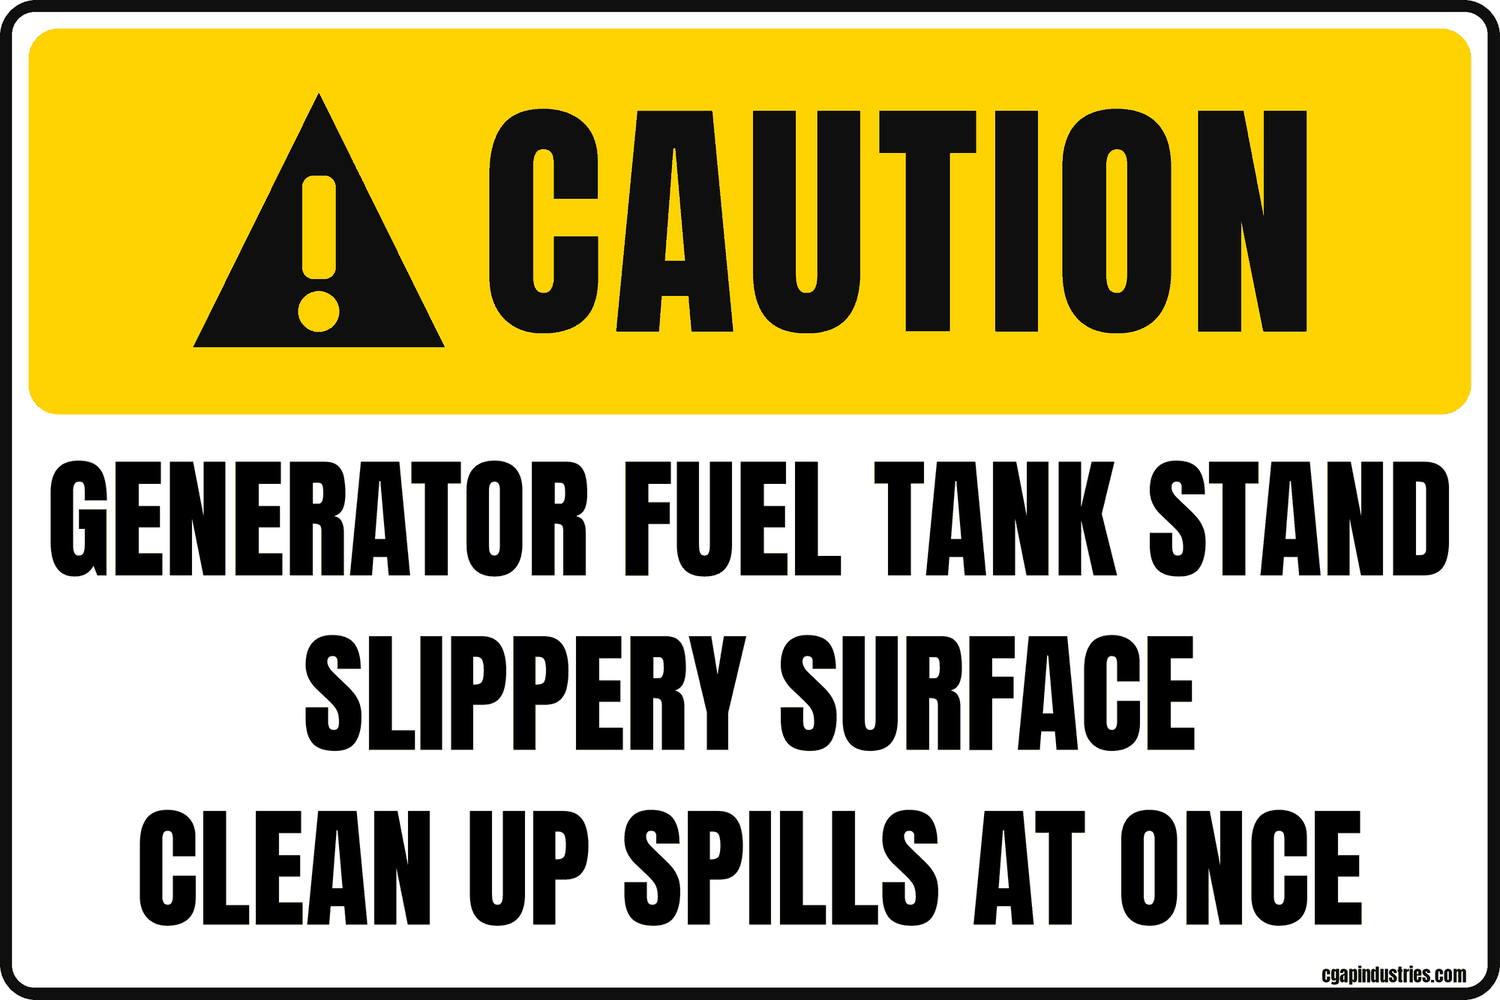 CAUTION
GENERATOR FUEL TANK STAND
SLIPPERY SURFACE
CLEAN UP SPILLS AT ONCE
cgapindustries.com